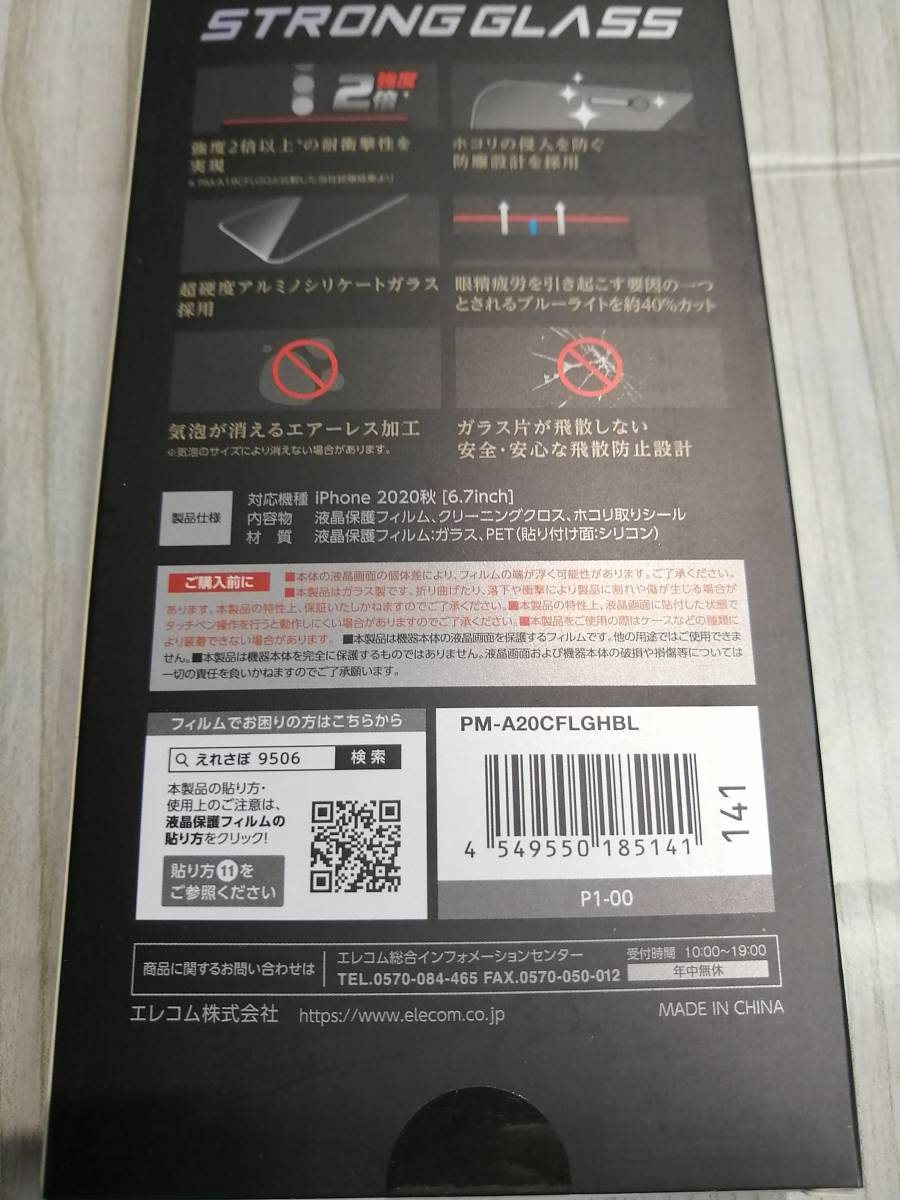 STRONG GLASS
強度
2倍
強度2倍以上*の耐衝撃性を
実現
* PM-A19CFLGGと比較した当社試験結果より
ホコリの侵入を防ぐ
防塵設計を採用
超硬度アルミノシリケートガラス
採用
眼精疲労を引き起こす要因の一つ
とされるブルーライトを約40%カット
気泡が消えるエアーレス加工
※気泡のサイズにより消えない場合があります。
ガラス片が飛散しない
安全・安心な飛散防止設計
製品仕様
対応機種 iPhone 2020秋 [6.7inch]
内容物 液晶保護フィルム、クリーニングクロス、ホコリ取りシール
材 質 液晶保護フィルム:ガラス、PET(貼り付け面:シリコン)
ご購入前に
■本体の液晶画面の個体差により、フィルムの端が浮く可能性があります。ご了承ください。
■本製品はガラス製です。折り曲げたり、落下や衝撃により製品に割れや傷が生じる場合が
あります。本製品の特性上、保証いたしかねますのでご了承ください。■本製品の特性上、液晶画面に貼付した状態で
タッチペン操作を行うと動作しにくい場合がありますのでご了承ください。■本製品をご使用の際はケースなどの種類に
より装着できない場合があります。■本製品は機器本体の液晶画面を保護するフィルムです。他の用途ではご使用できま
せん。■本製品は機器本体を完全に保護するものではありません。液晶画面および機器本体の破損や損傷等については
一切の責任を負いかねますのでご了承願います。
フィルムでお困りの方はこちらから
えれさぽ 9506 検索
本製品の貼り方・
使用上のご注意は、
液晶保護フィルムの
貼り方をクリック!
貼り方⑪を
ご参照ください
PM-A20CFLGHBL
4 549550 185141
141
P1-00
商品に関するお問い合わせは
エレコム総合インフォメーションセンター
TEL.0570-084-465 FAX.0570-050-012
受付時間 10:00~19:00
年中無休
エレコム株式会社 https://www.elecom.co.jp
MADE IN CHINA